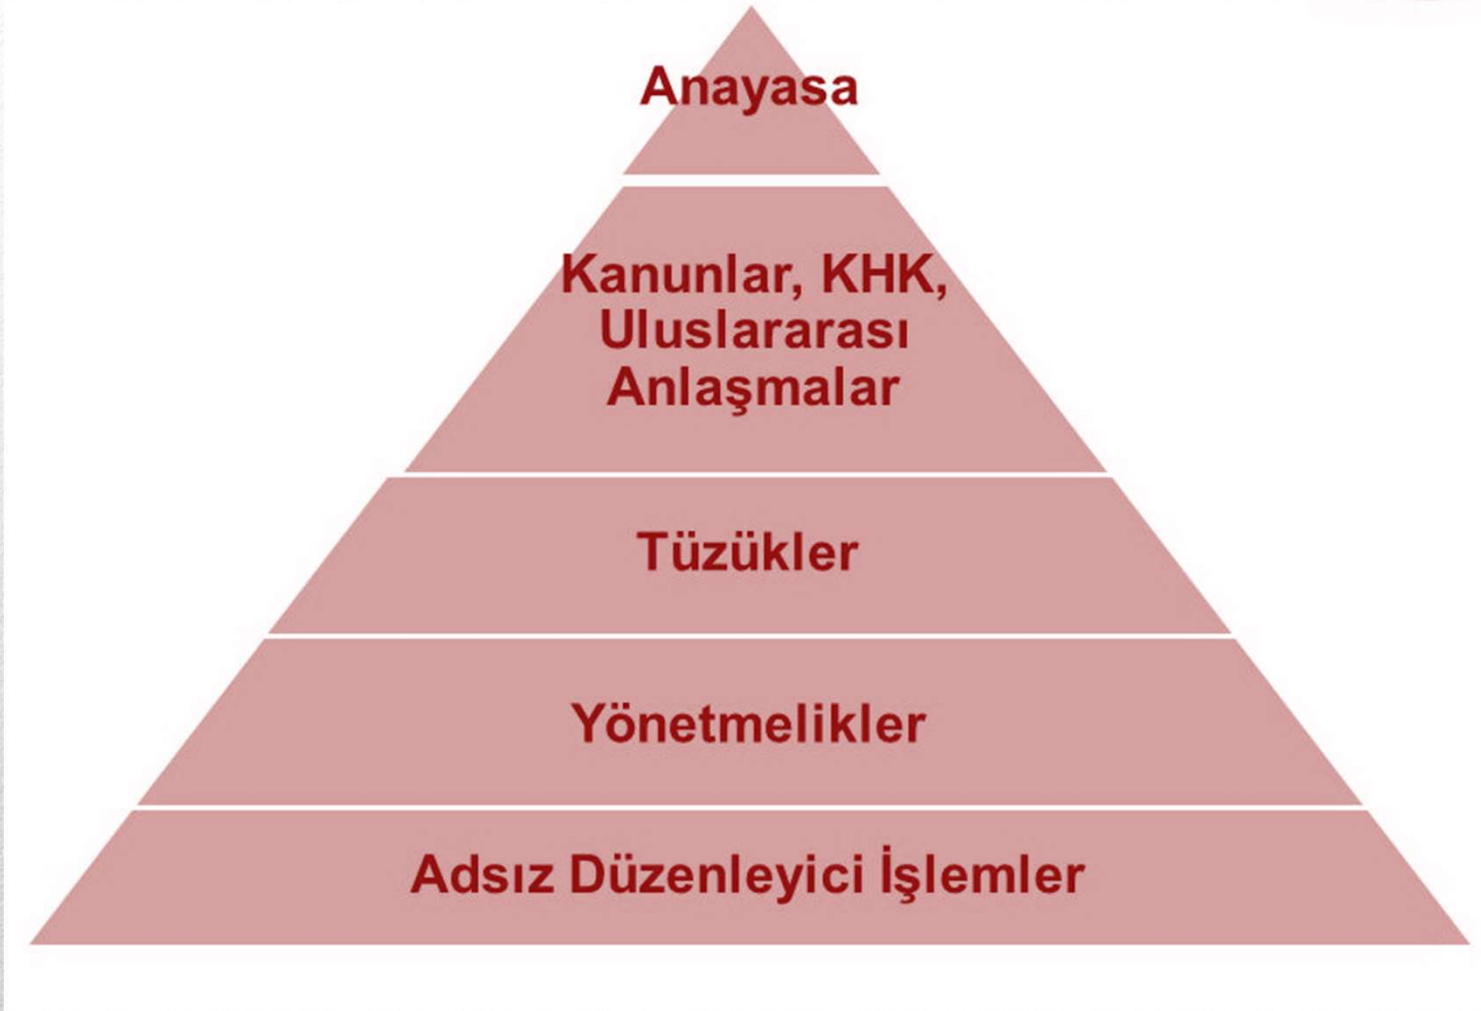 Anayasa
Kanunlar, KHK,
Uluslararası
Anlaşmalar
Tüzükler
Yönetmelikler
Adsız Düzenleyici İşlemler